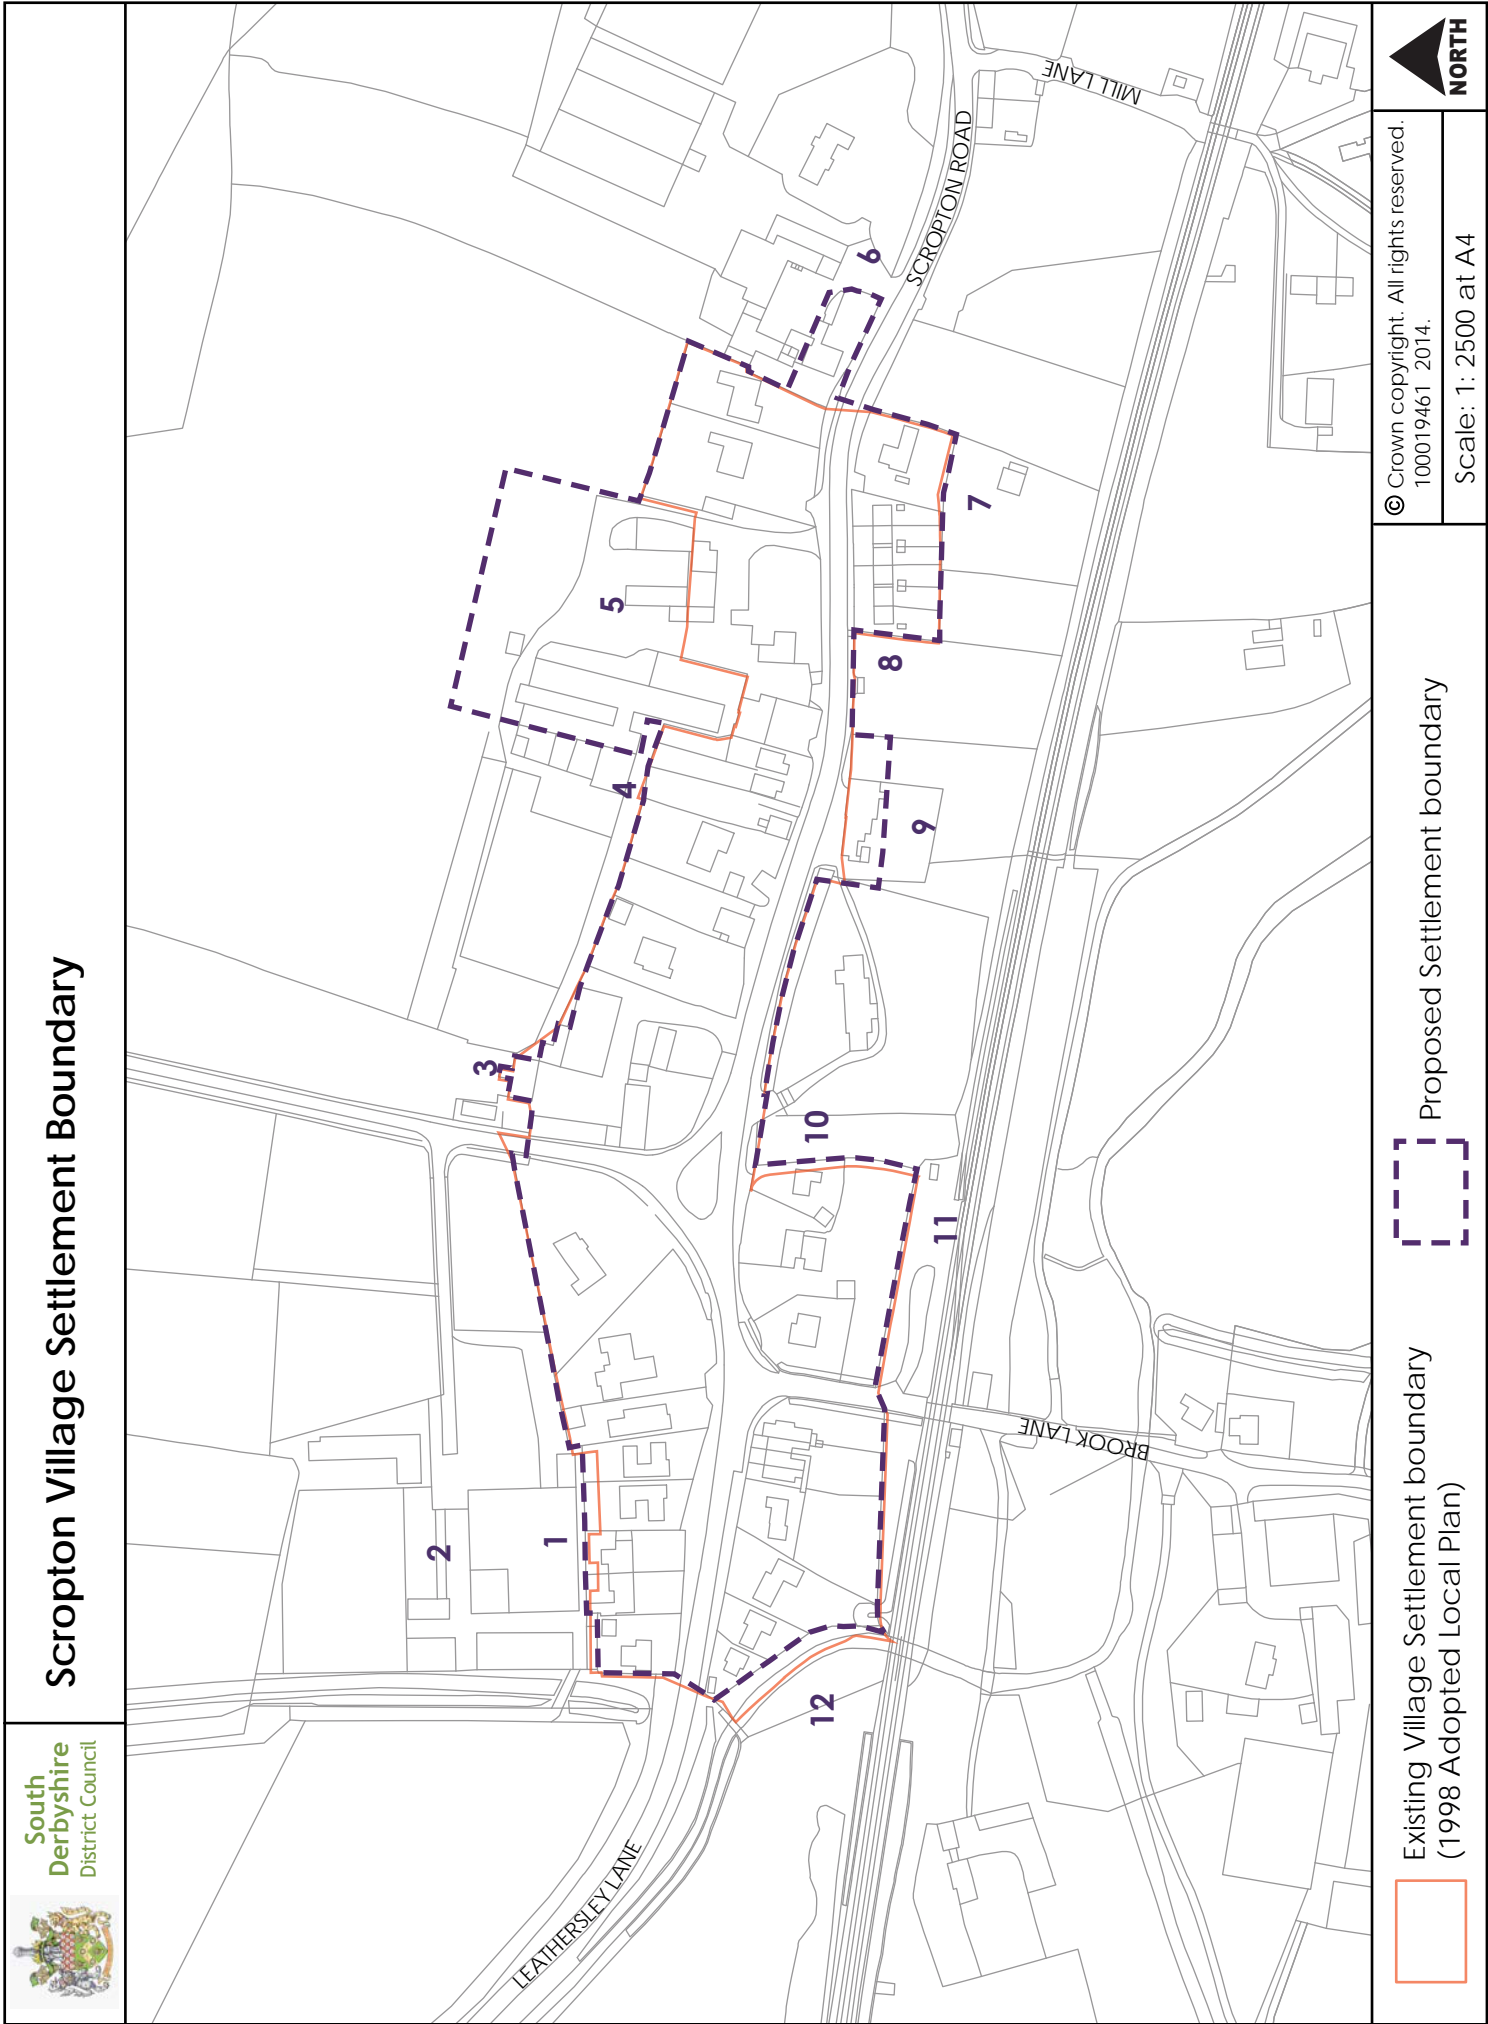 South
Derbyshire
District Council
Scropton Village Settlement Boundary
LEATHERSLEY LANE
BROOK LANE
SCROPTON ROAD
MILL LANE
1
2
3
4
5
6
7
8
9
10
11
12
Existing Village Settlement boundary
(1998 Adopted Local Plan)
Proposed Settlement boundary
© Crown copyright. All rights reserved.
100019461 2014.
Scale: 1: 2500 at A4
NORTH